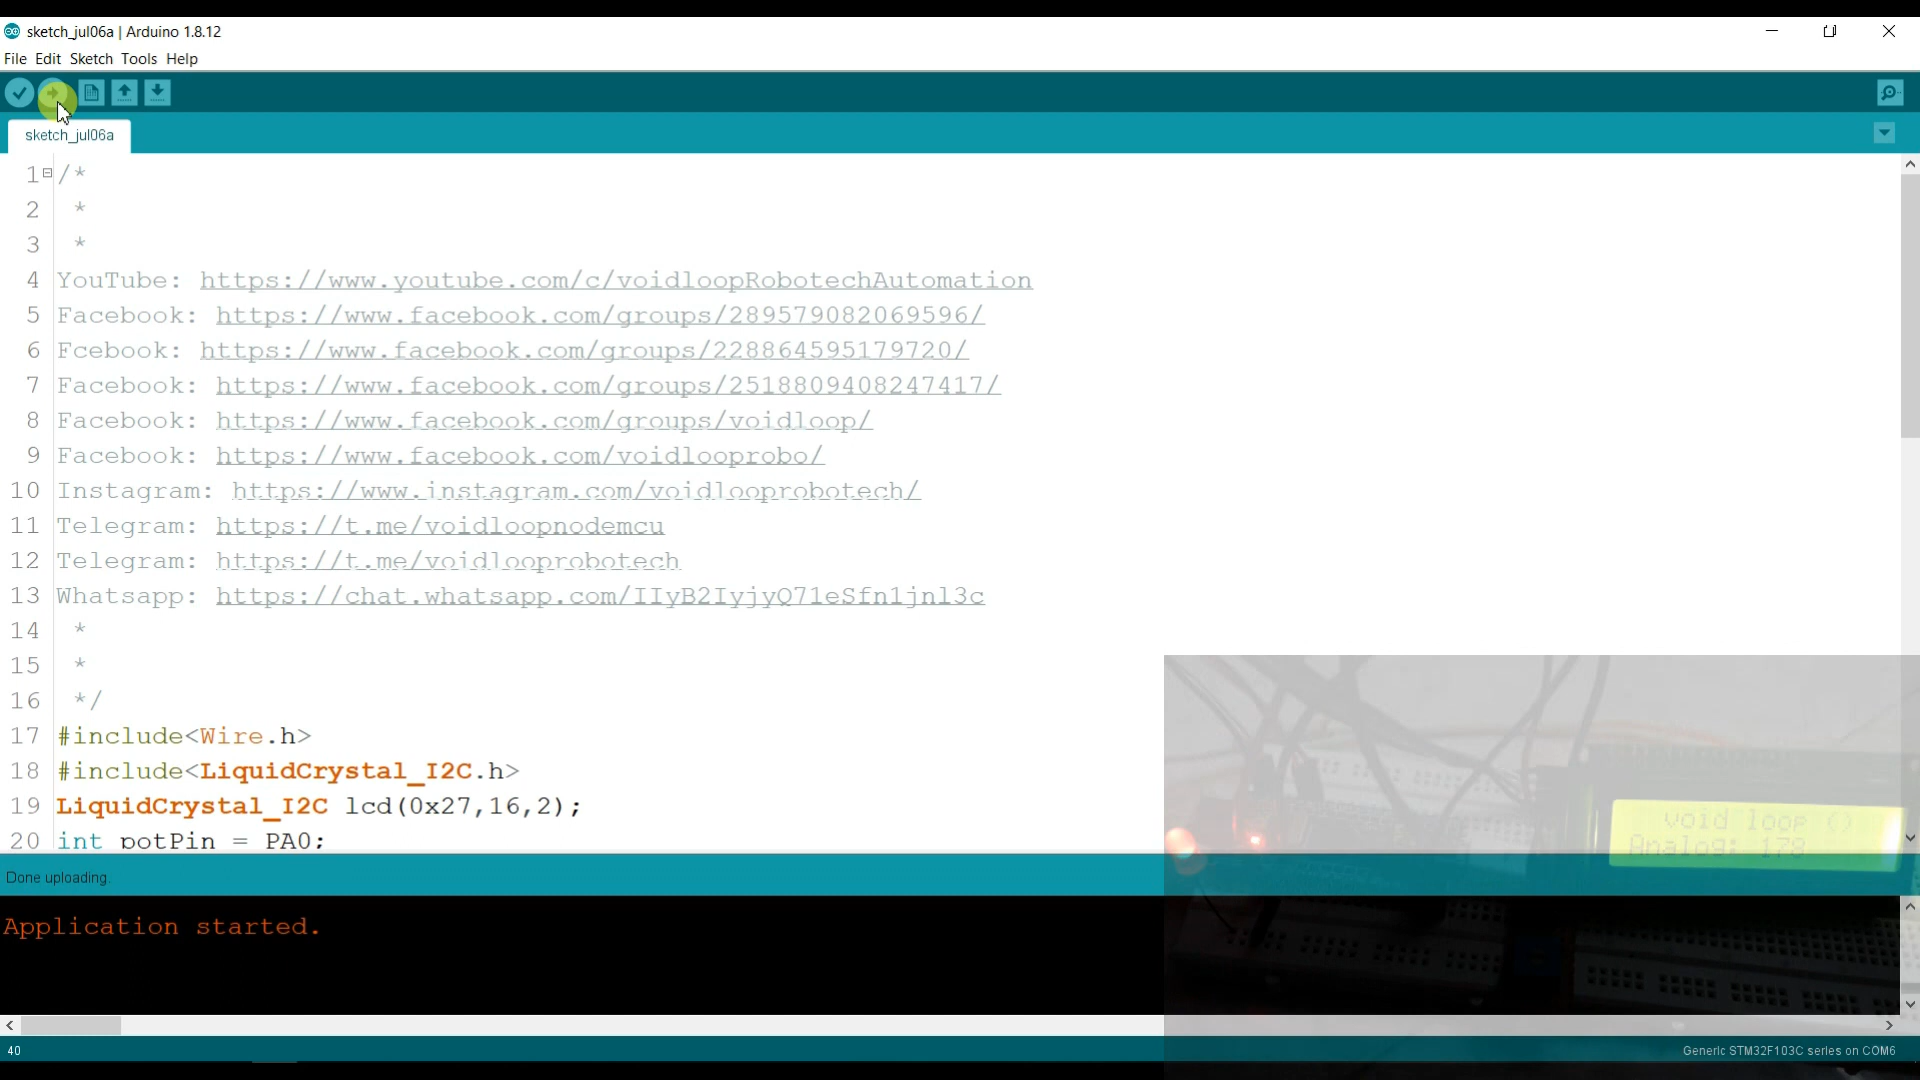 sketch_jul06a | Arduino 1.8.12
File Edit Sketch Tools Help
sketch_jul06a
1 /*
2 *
3 *
4 YouTube: https://www.youtube.com/c/voidloopRobotechAutomation
5 Facebook: https://www.facebook.com/groups/289579082069596/
6 Fcebook: https://www.facebook.com/groups/228864595179720/
7 Facebook: https://www.facebook.com/groups/2518809408247417/
8 Facebook: https://www.facebook.com/groups/voidloop/
9 Facebook: https://www.facebook.com/voidlooprobo/
10 Instagram: https://www.instagram.com/voidlooprobotech/
11 Telegram: https://t.me/voidloopnodemcu
12 Telegram: https://t.me/voidlooprobotech
13 Whatsapp: https://chat.whatsapp.com/IIyB2IyjyQ71eSfn1jnl3c
14 *
15 *
16 */
17 #include<Wire.h>
18 #include<LiquidCrystal_I2C.h>
19 LiquidCrystal_I2C lcd(0x27,16,2);
20 int potPin = PA0;
void loop ()
Analog: 178
Done uploading.
Application started.
40
Generic STM32F103C series on COM6